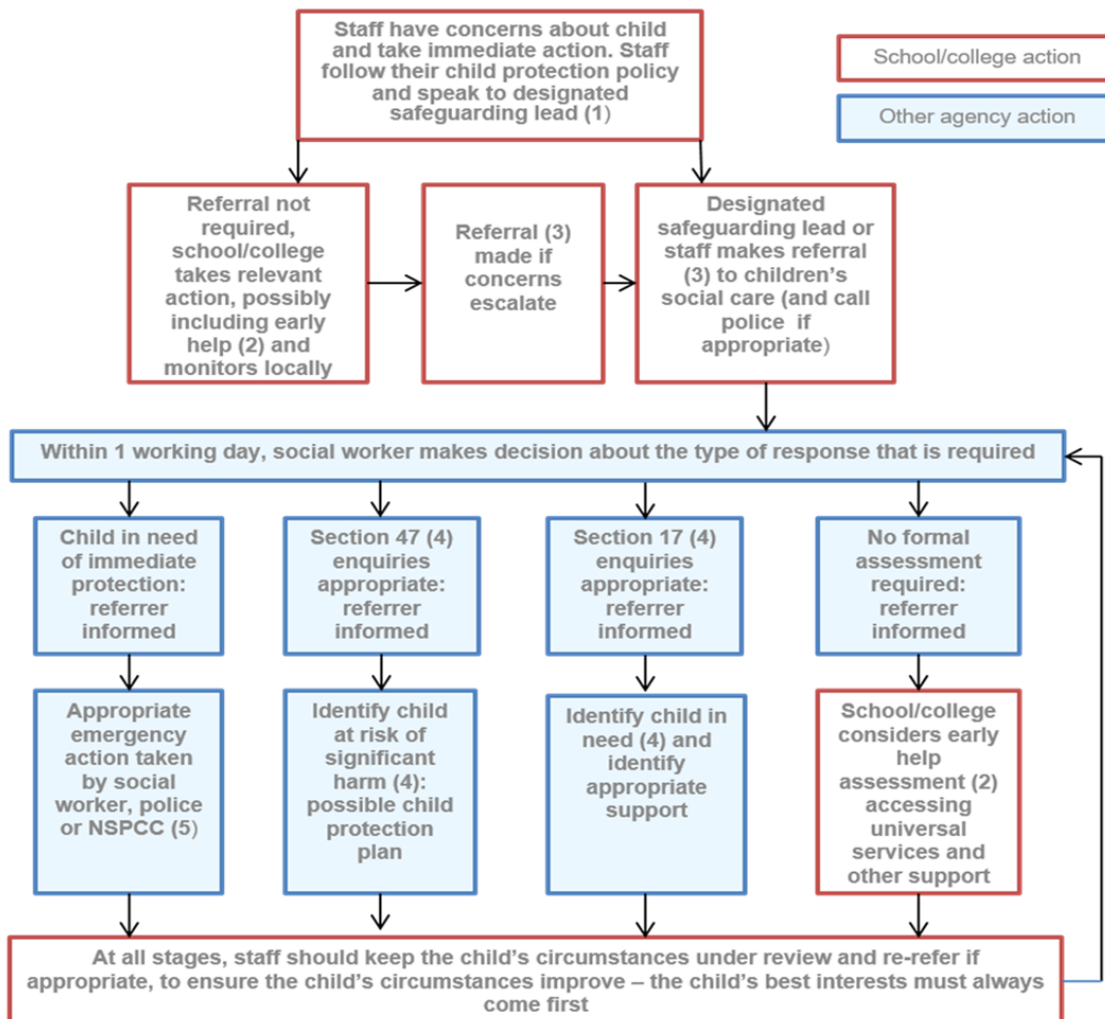 Staff have concerns about child
and take immediate action. Staff
follow their child protection policy
and speak to designated
safeguarding lead (1)
School/college action
Other agency action
Referral not
required,
school/college
takes relevant
action, possibly
including early
help (2) and
monitors locally
Referral (3)
made if
concerns
escalate
Designated
safeguarding lead or
staff makes referral
(3) to children’s
social care (and call
police if
appropriate)
Within 1 working day, social worker makes decision about the type of response that is required
Child in need
of immediate
protection:
referrer
informed
Section 47 (4)
enquiries
appropriate:
referrer
informed
Section 17 (4)
enquiries
appropriate:
referrer
informed
No formal
assessment
required:
referrer
informed
Appropriate
emergency
action taken
by social
worker, police
or NSPCC (5)
Identify child
at risk of
significant
harm (4):
possible child
protection
plan
Identify child in
need (4) and
identify
appropriate
support
School/college
considers early
help
assessment (2)
accessing
universal
services and
other support
At all stages, staff should keep the child’s circumstances under review and re-refer if
appropriate, to ensure the child’s circumstances improve – the child’s best interests must always
come first